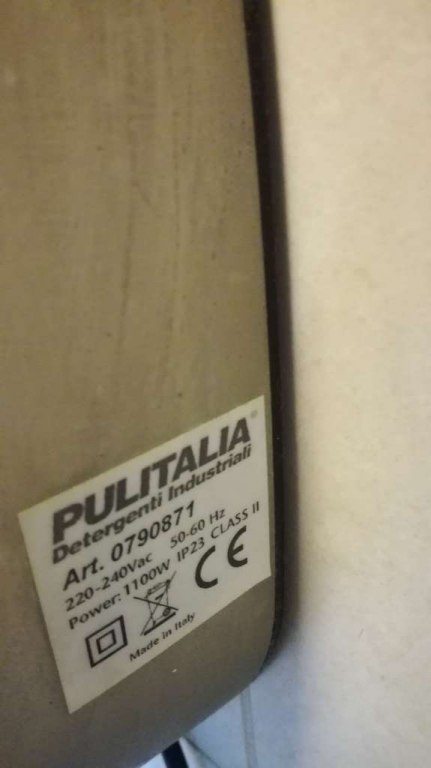 PULITALIA®
Detergenti Industriali
Art. 0790871
220-240Vac 50-60 Hz
Power: 1100W IP23 CLASS II
CE
Made in Italy